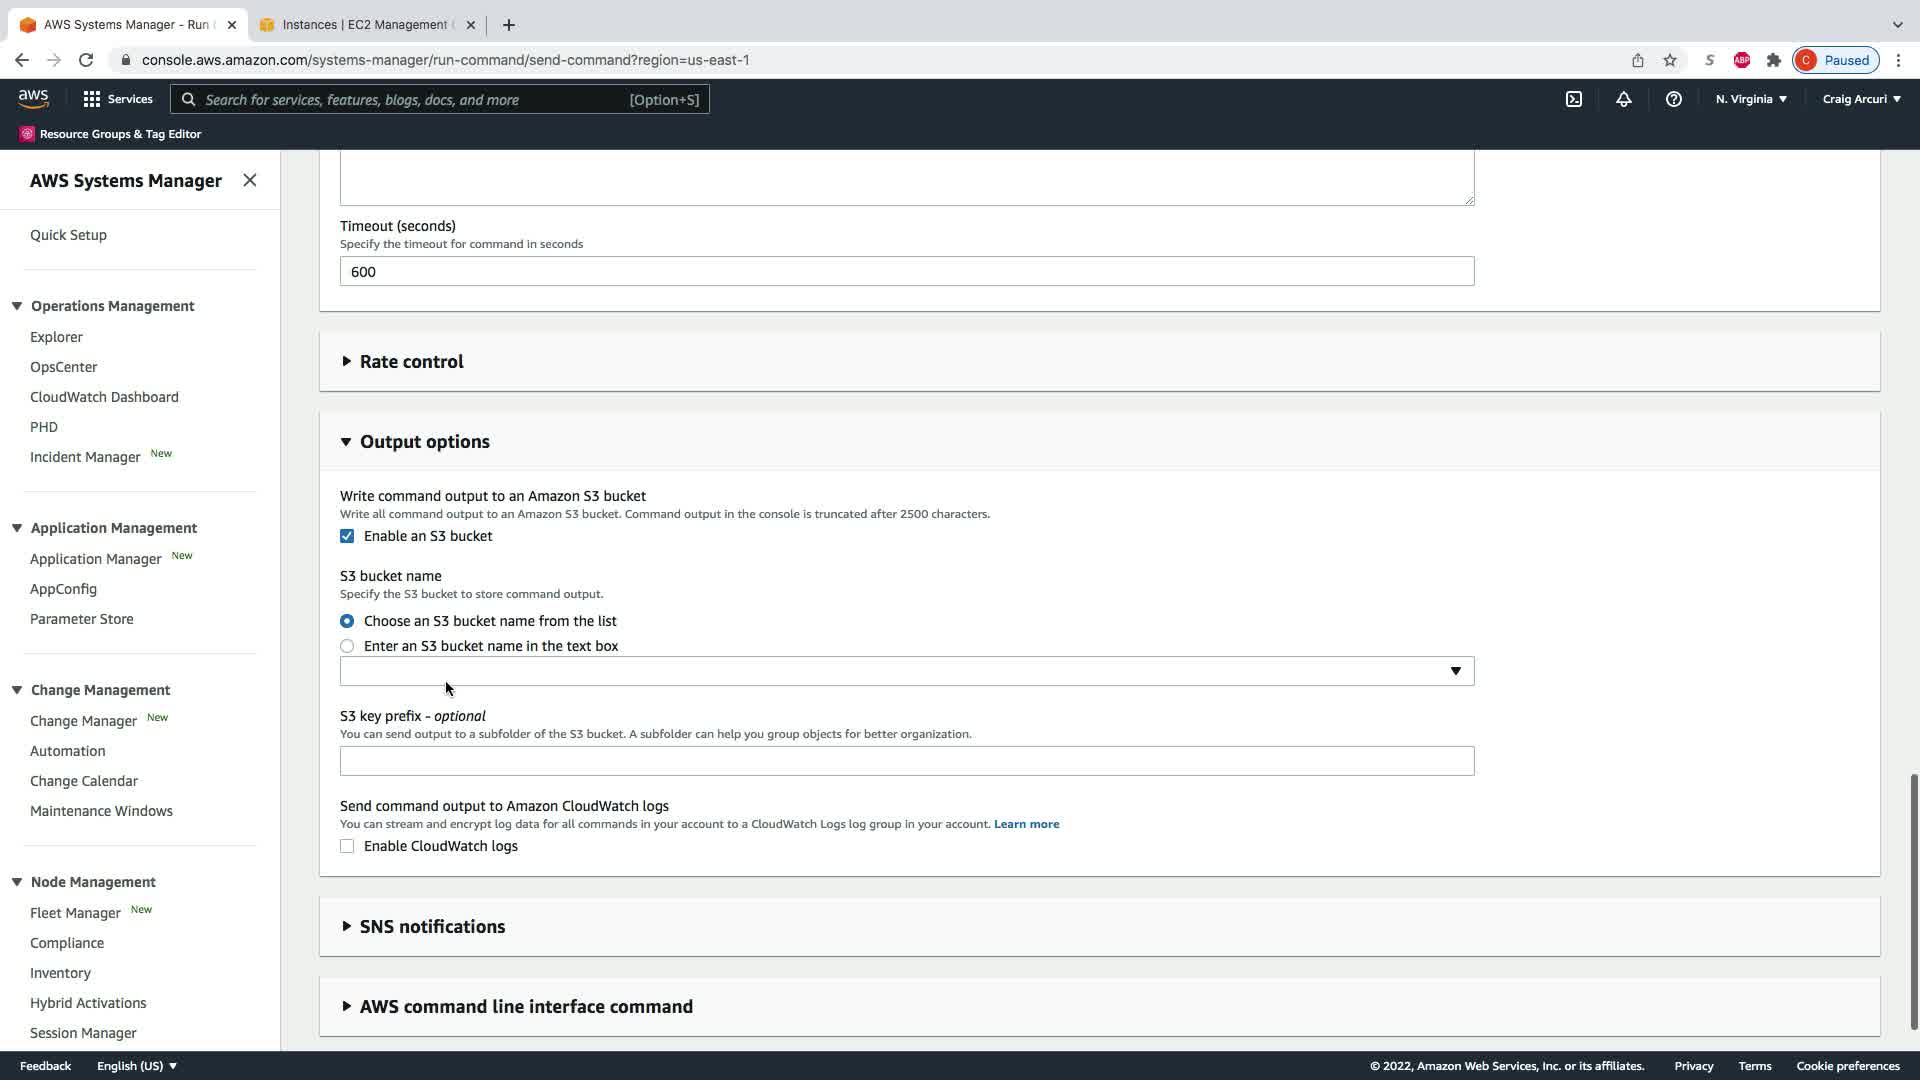 AWS Systems Manager - Run (
Instances | EC2 Management (
console.aws.amazon.com/systems-manager/run-command/send-command?region=us-east-1
S
ABP
C
Paused
aws
Services
Search for services, features, blogs, docs, and more
[Option+S]
N. Virginia
Craig Arcuri
Resource Groups & Tag Editor
AWS Systems Manager
Quick Setup
Operations Management
Explorer
OpsCenter
CloudWatch Dashboard
PHD
Incident Manager New
Application Management
Application Manager New
AppConfig
Parameter Store
Change Management
Change Manager New
Automation
Change Calendar
Maintenance Windows
Node Management
Fleet Manager New
Compliance
Inventory
Hybrid Activations
Session Manager
Timeout (seconds)
Specify the timeout for command in seconds
600
Rate control
Output options
Write command output to an Amazon S3 bucket
Write all command output to an Amazon S3 bucket. Command output in the console is truncated after 2500 characters.
Enable an S3 bucket
S3 bucket name
Specify the S3 bucket to store command output.
Choose an S3 bucket name from the list
Enter an S3 bucket name in the text box
S3 key prefix - optional
You can send output to a subfolder of the S3 bucket. A subfolder can help you group objects for better organization.
Send command output to Amazon CloudWatch logs
You can stream and encrypt log data for all commands in your account to a CloudWatch Logs log group in your account. Learn more
Enable CloudWatch logs
SNS notifications
AWS command line interface command
Feedback
English (US)
© 2022, Amazon Web Services, Inc. or its affiliates.
Privacy
Terms
Cookie preferences